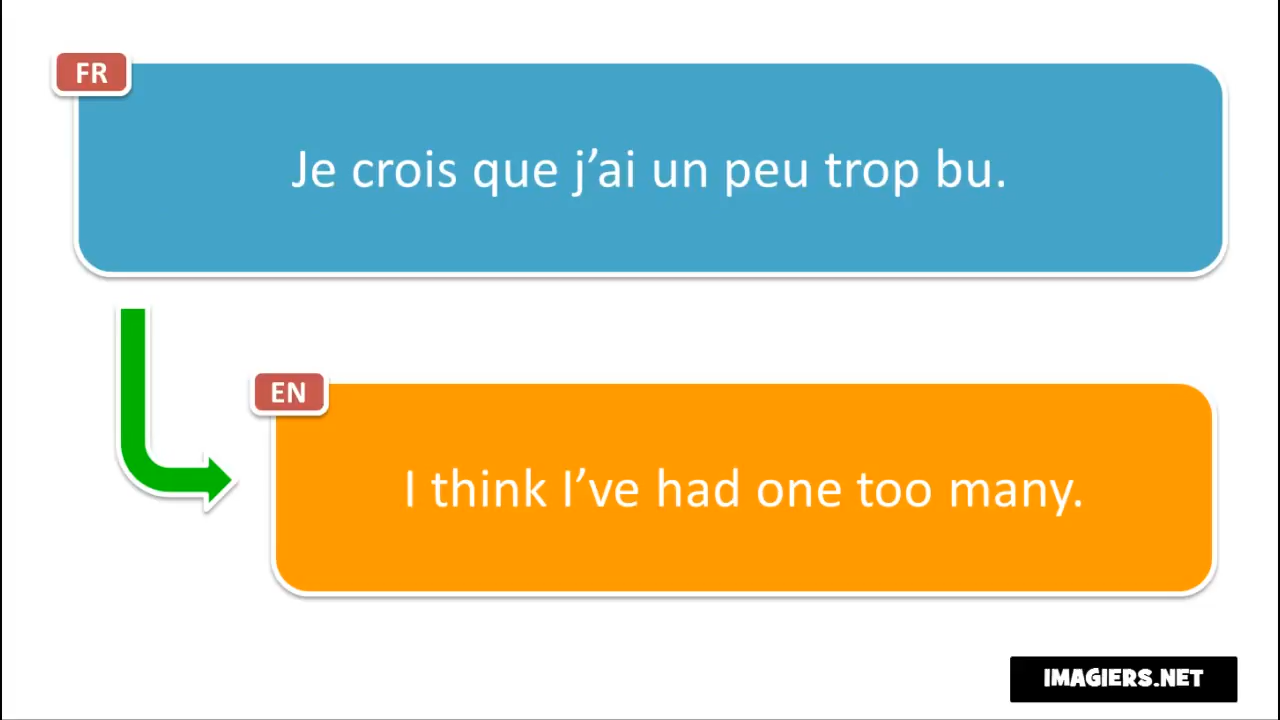 FR
Je crois que j’ai un peu trop bu.
EN
I think I’ve had one too many.
IMAGIERS.NET